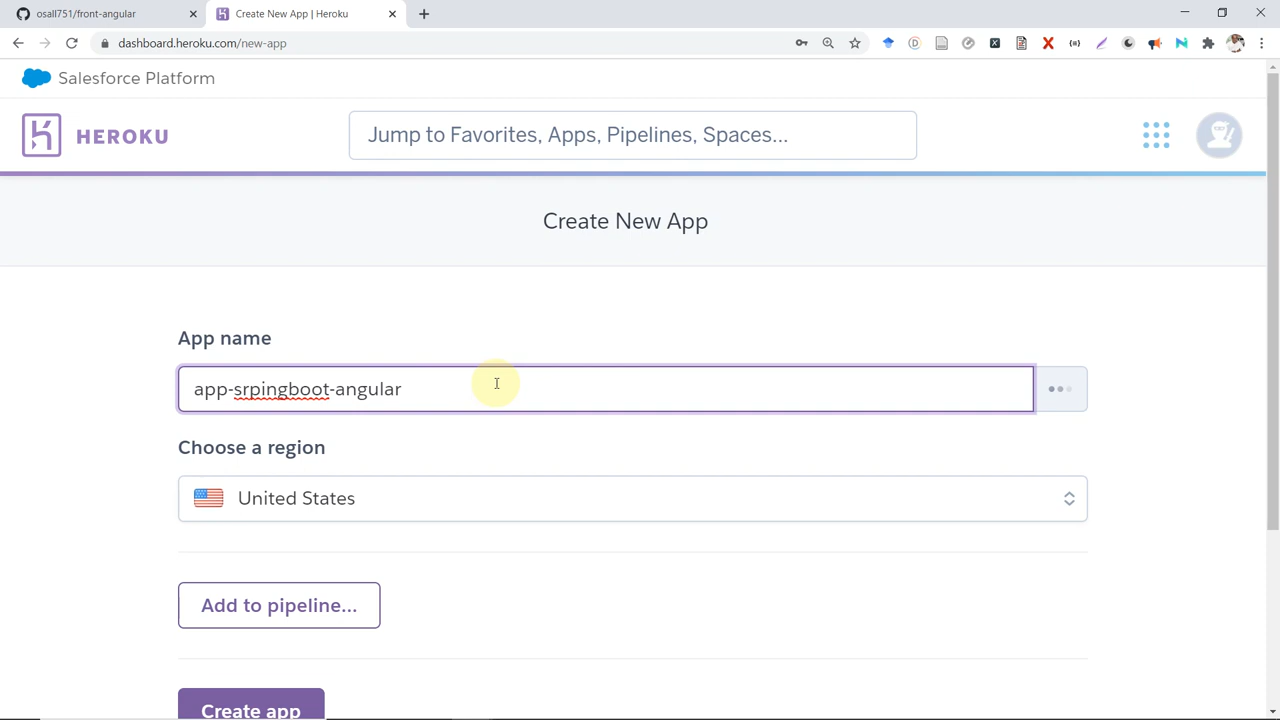 osall751/front-angular
Create New App | Heroku
dashboard.heroku.com/new-app
Salesforce Platform
HEROKU
Jump to Favorites, Apps, Pipelines, Spaces...
Create New App
App name
app-srpingboot-angular
Choose a region
United States
Add to pipeline...
Create app